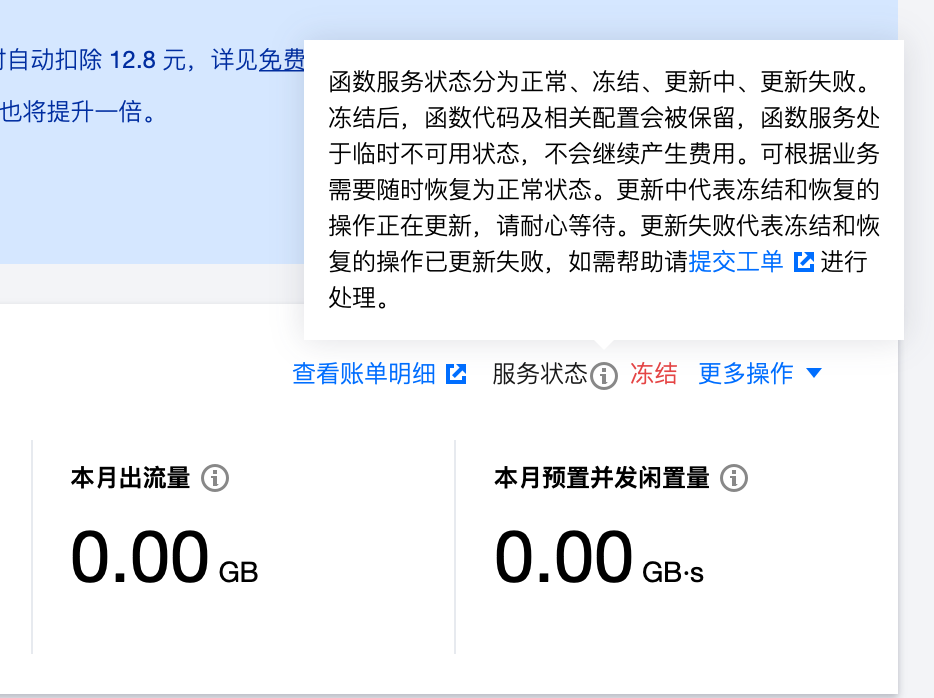 自动扣除 12.8 元，详见免费
也将提升一倍。
函数服务状态分为正常、冻结、更新中、更新失败。
冻结后，函数代码及相关配置会被保留，函数服务处
于临时不可用状态，不会继续产生费用。可根据业务
需要随时恢复为正常状态。更新中代表冻结和恢复的
操作正在更新，请耐心等待。更新失败代表冻结和恢
复的操作已更新失败，如需帮助请提交工单 进行
处理。
查看账单明细 服务状态 冻结 更多操作
本月出流量 本月预置并发闲置量
0.00 GB 0.00 GB·s